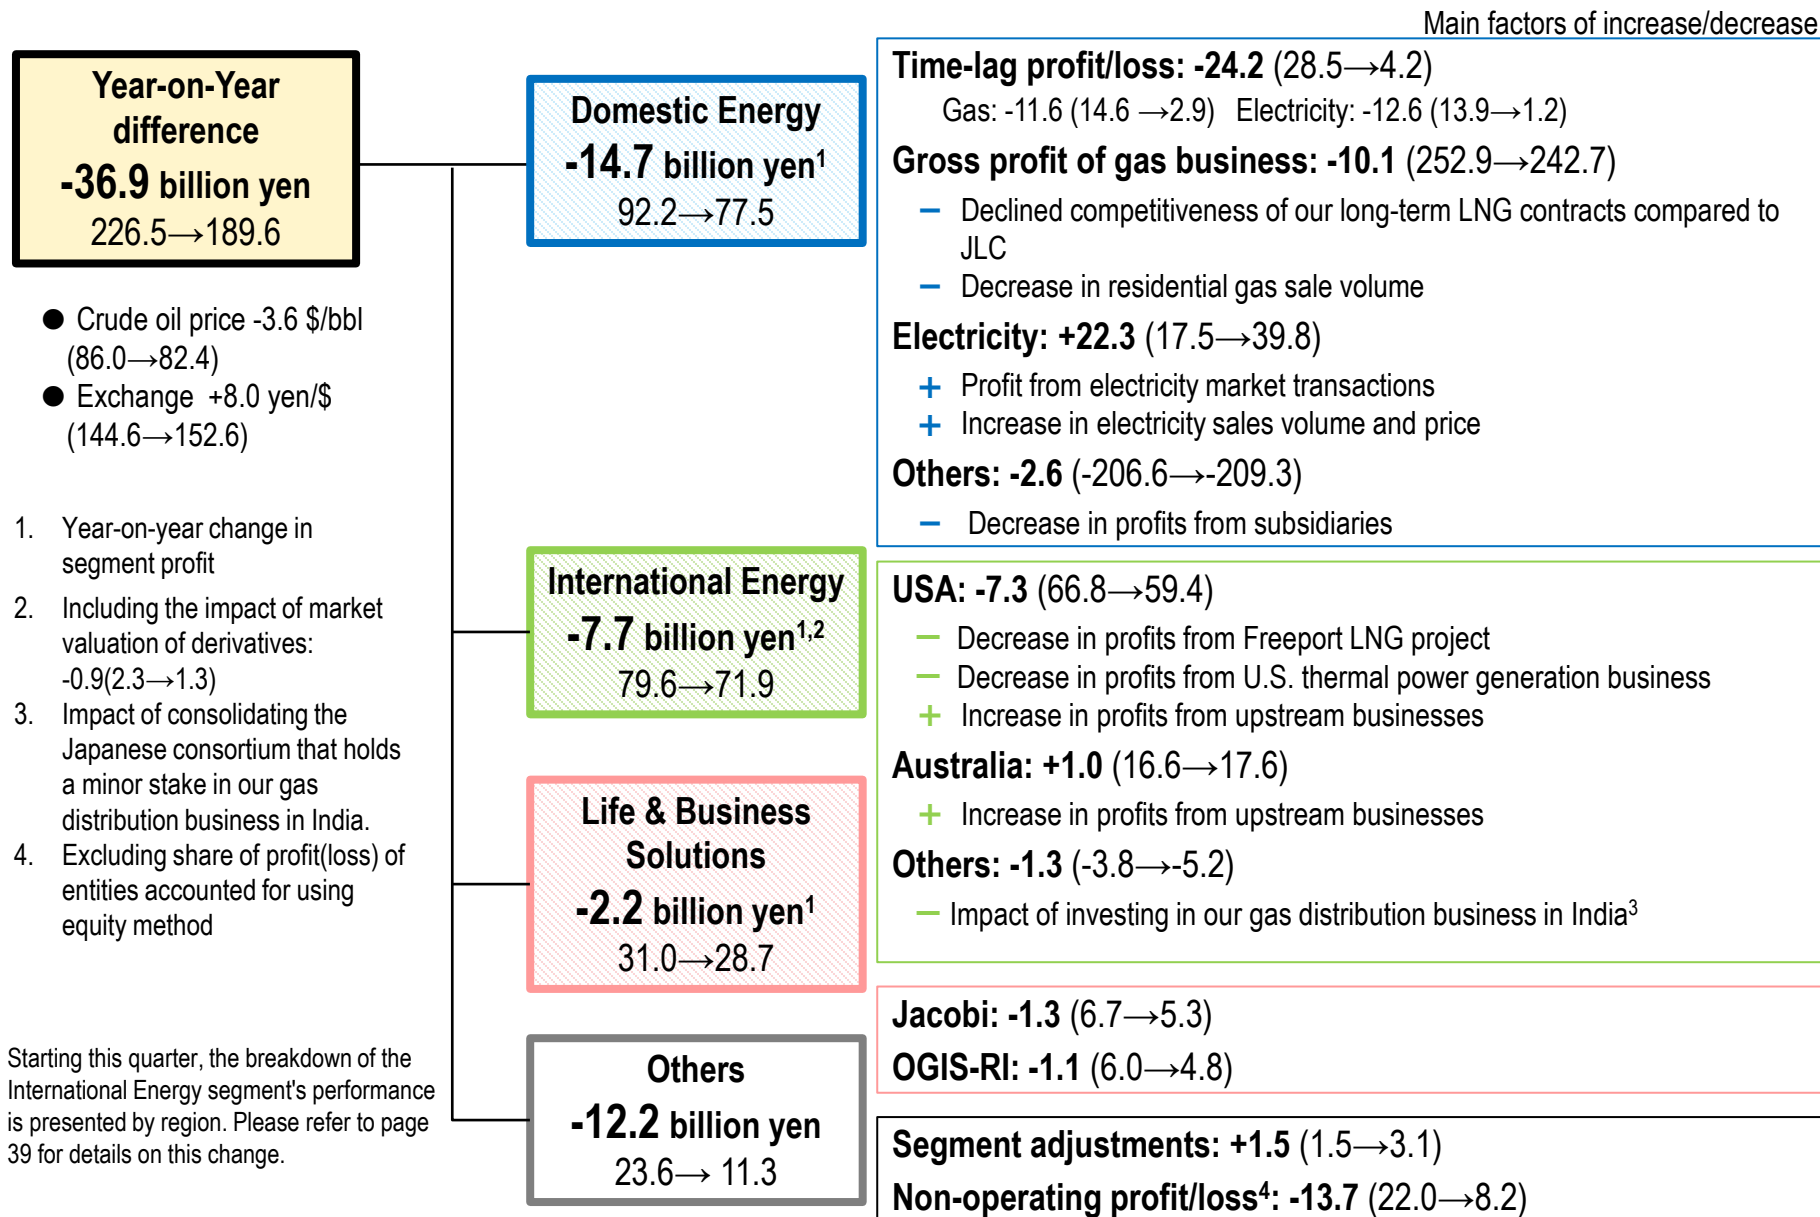 Main factors of increase/decrease
Year-on-Year
difference
-36.9 billion yen
226.5→189.6
● Crude oil price -3.6 $/bbl
(86.0→82.4)
● Exchange +8.0 yen/$
(144.6→152.6)
1. Year-on-year change in
segment profit
2. Including the impact of market
valuation of derivatives:
-0.9(2.3→1.3)
3. Impact of consolidating the
Japanese consortium that holds
a minor stake in our gas
distribution business in India.
4. Excluding share of profit(loss) of
entities accounted for using
equity method
Starting this quarter, the breakdown of the
International Energy segment's performance
is presented by region. Please refer to page
39 for details on this change.
Domestic Energy
-14.7 billion yen1
92.2→77.5
Time-lag profit/loss: -24.2 (28.5→4.2)
Gas: -11.6 (14.6 →2.9) Electricity: -12.6 (13.9→1.2)
Gross profit of gas business: -10.1 (252.9→242.7)
− Declined competitiveness of our long-term LNG contracts compared to
JLC
− Decrease in residential gas sale volume
Electricity: +22.3 (17.5→39.8)
+ Profit from electricity market transactions
+ Increase in electricity sales volume and price
Others: -2.6 (-206.6→-209.3)
− Decrease in profits from subsidiaries
International Energy
-7.7 billion yen1,2
79.6→71.9
USA: -7.3 (66.8→59.4)
− Decrease in profits from Freeport LNG project
− Decrease in profits from U.S. thermal power generation business
+ Increase in profits from upstream businesses
Australia: +1.0 (16.6→17.6)
+ Increase in profits from upstream businesses
Others: -1.3 (-3.8→-5.2)
− Impact of investing in our gas distribution business in India3
Life & Business
Solutions
-2.2 billion yen1
31.0→28.7
Jacobi: -1.3 (6.7→5.3)
OGIS-RI: -1.1 (6.0→4.8)
Others
-12.2 billion yen
23.6→ 11.3
Segment adjustments: +1.5 (1.5→3.1)
Non-operating profit/loss4: -13.7 (22.0→8.2)